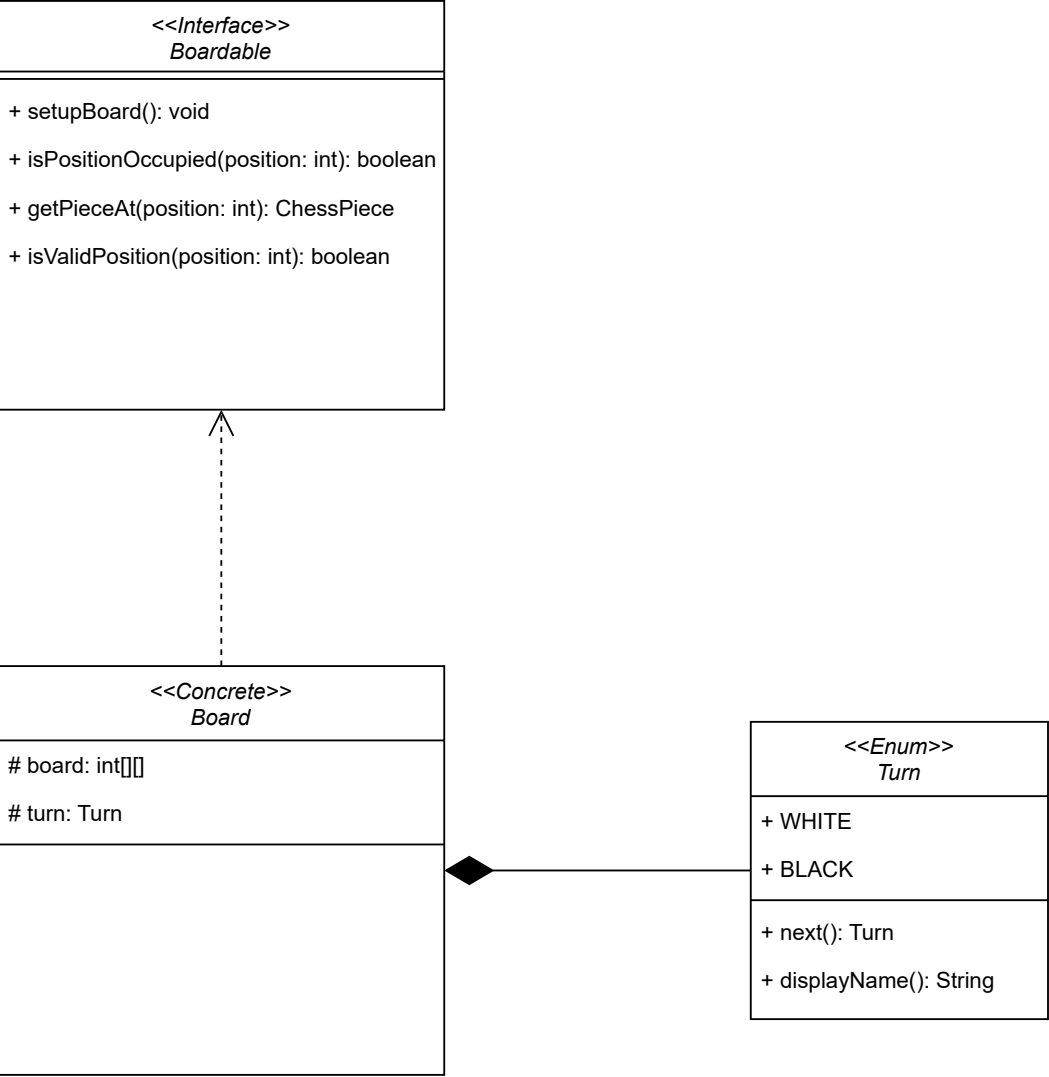 <<Interface>>
Boardable
+ setupBoard(): void
+ isPositionOccupied(position: int): boolean
+ getPieceAt(position: int): ChessPiece
+ isValidPosition(position: int): boolean
<<Concrete>>
Board
# board: int[][]
# turn: Turn
<<Enum>>
Turn
+ WHITE
+ BLACK
+ next(): Turn
+ displayName(): String